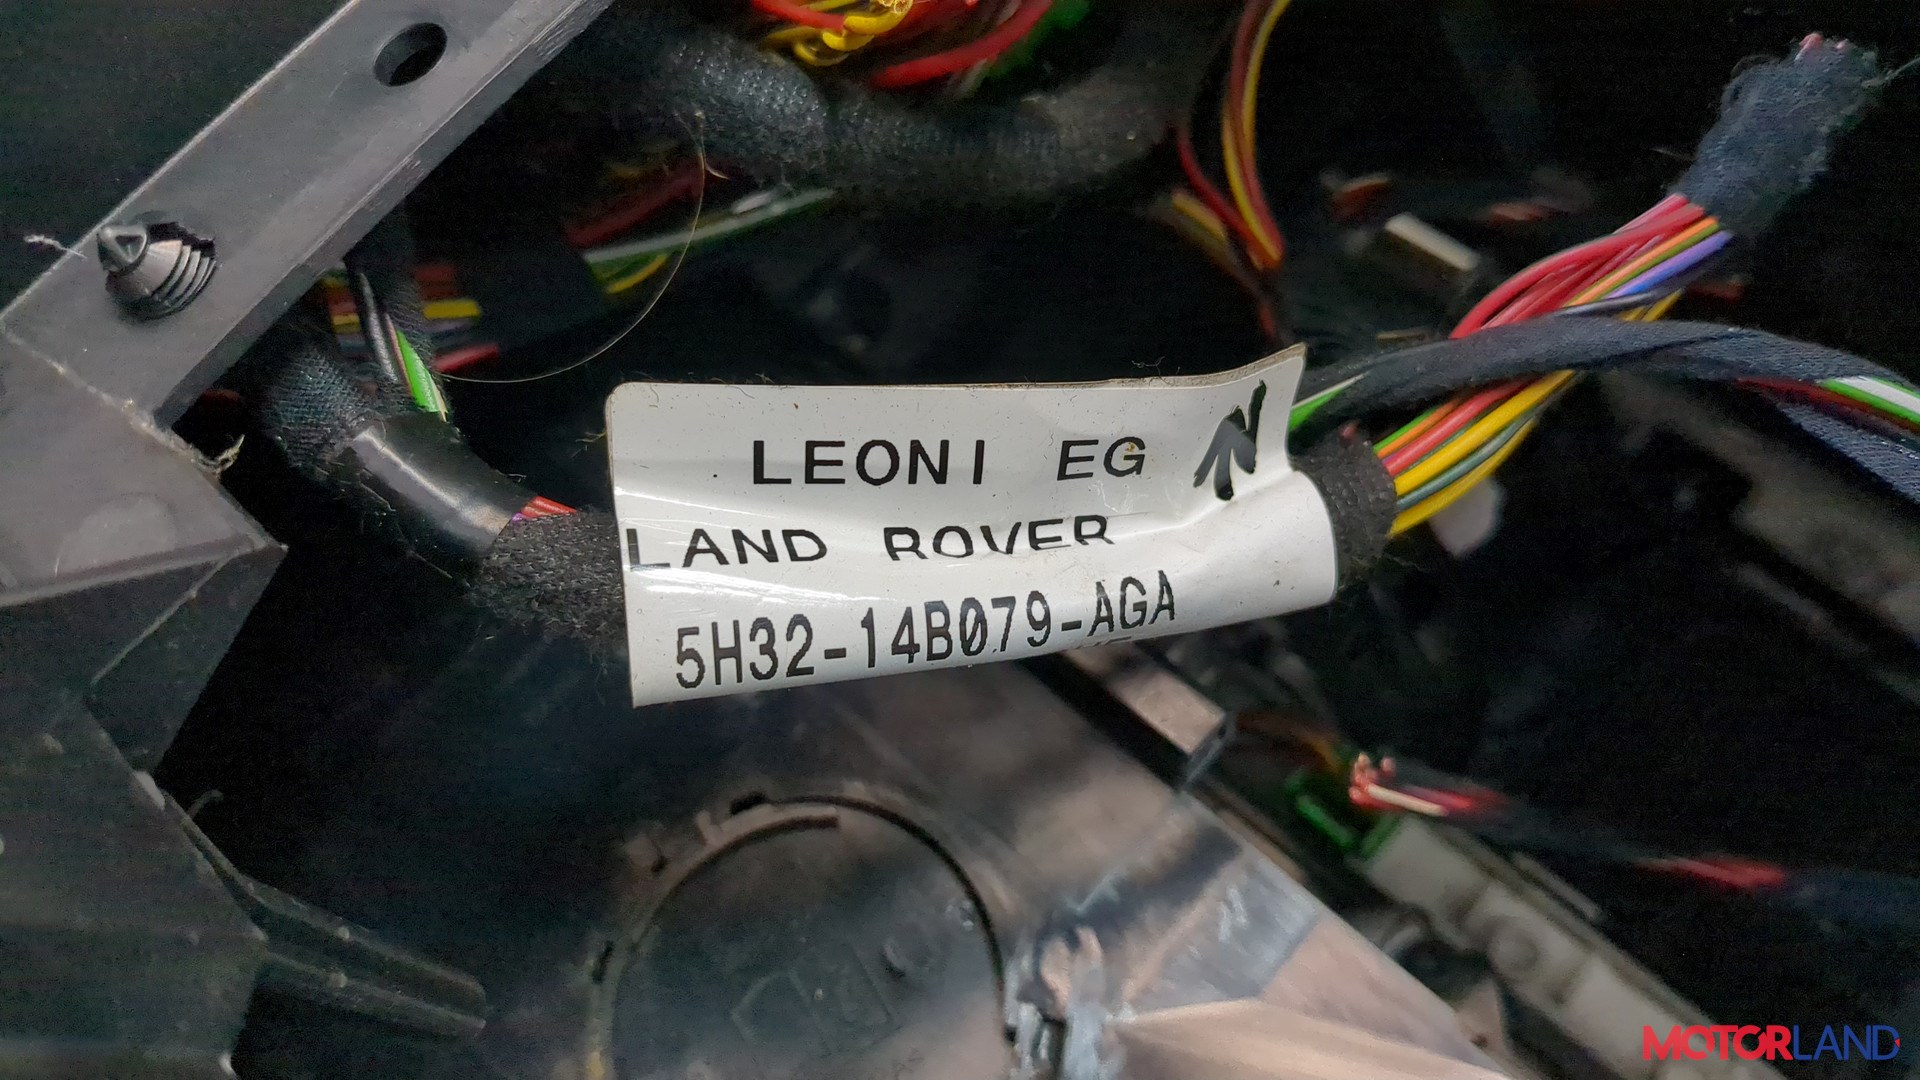 LEONI EG N
LAND ROVER
5H32-14B079-AGA
MOTORLAND